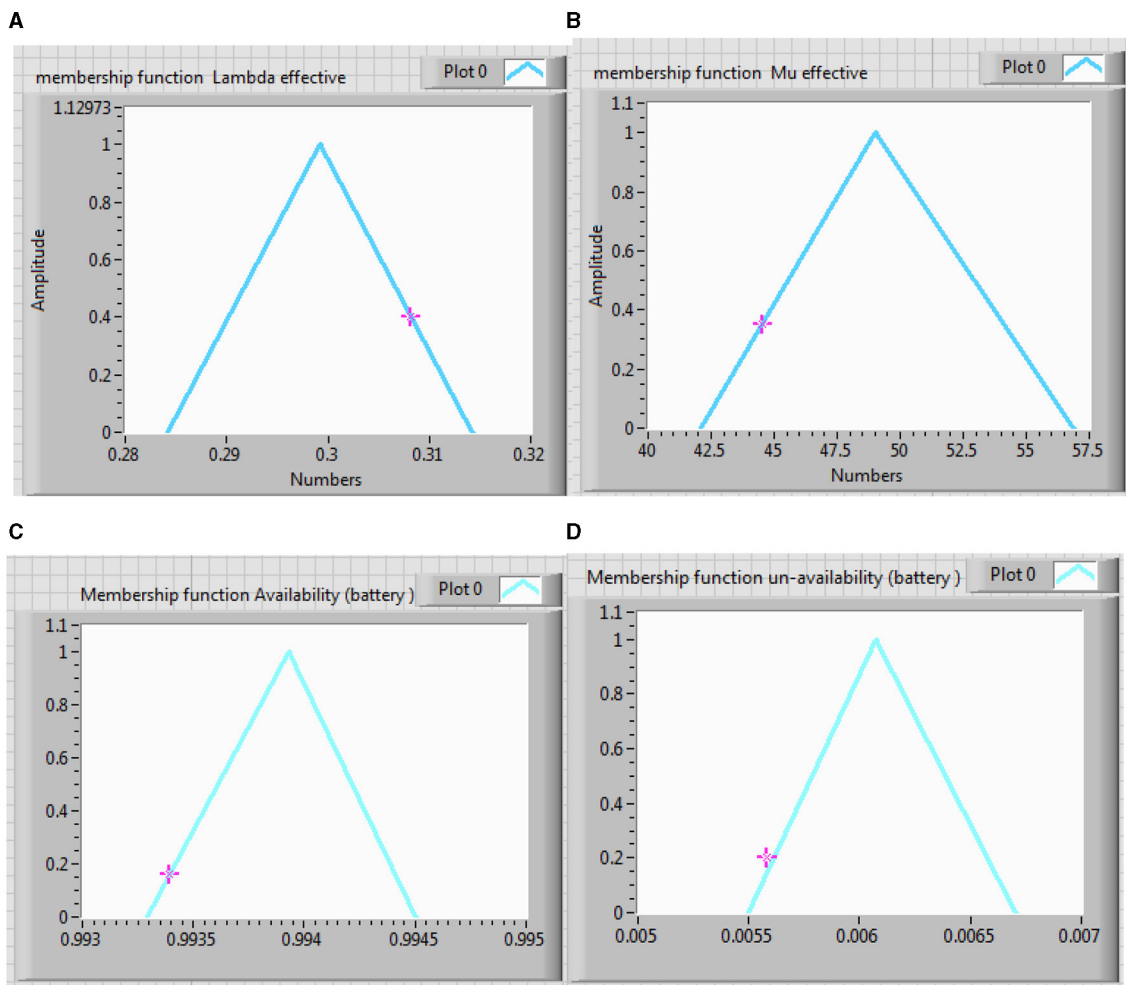 A
membership function Lambda effective
Plot 0
1.12973
1
0.8
0.6
0.4
0.2
0
Amplitude
0.28 0.29 0.3 0.31 0.32
Numbers
B
membership function Mu effective
Plot 0
1.1
1
0.8
0.6
0.4
0.2
0
Amplitude
40 42.5 45 47.5 50 52.5 55 57.5
Numbers
C
Membership function Availability (battery )
Plot 0
1.1
1
0.8
0.6
0.4
0.2
0
0.993 0.9935 0.994 0.9945 0.995
D
Membership function un-availability (battery )
Plot 0
1.1
1
0.8
0.6
0.4
0.2
0
0.005 0.0055 0.006 0.0065 0.007